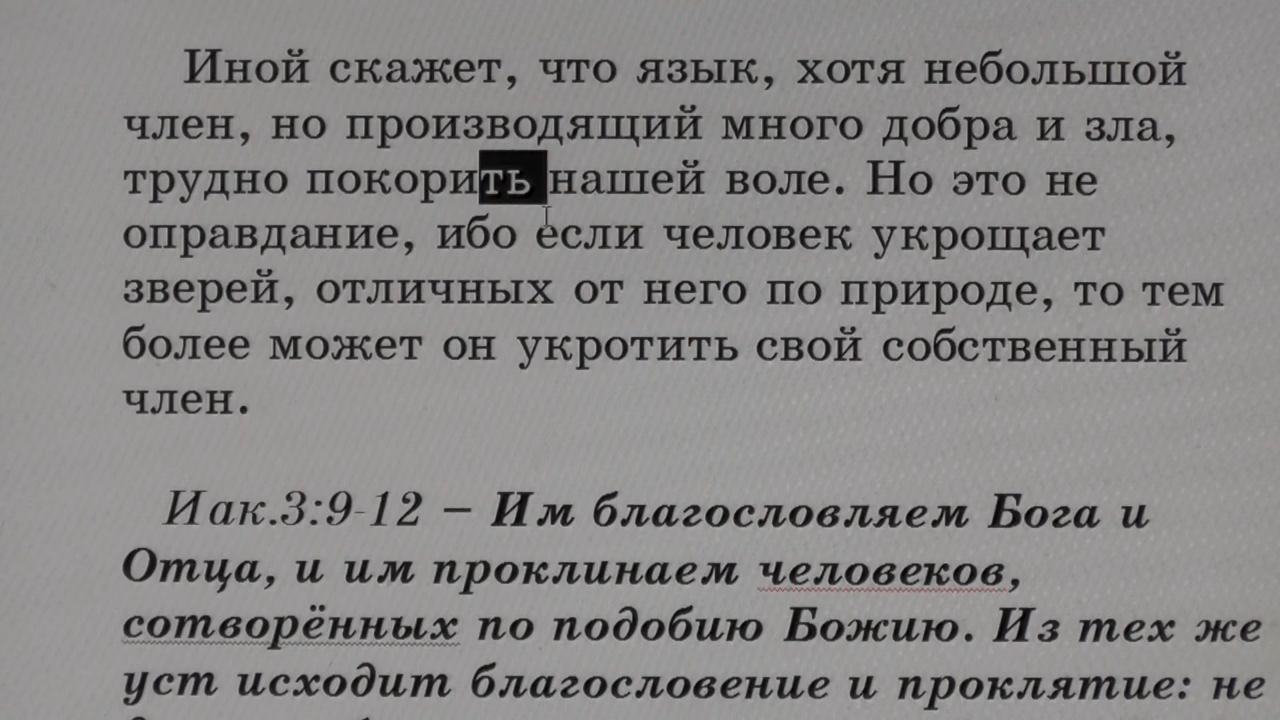 Иной скажет, что язык, хотя небольшой
член, но производящий много добра и зла,
трудно покорить нашей воле. Но это не
оправдание, ибо если человек укрощает
зверей, отличных от него по природе, то тем
более может он укротить свой собственный
член.
Иак.3:9-12 – Им благословляем Бога и
Отца, и им проклинаем человеков,
сотворённых по подобию Божию. Из тех же
уст исходит благословение и проклятие: не